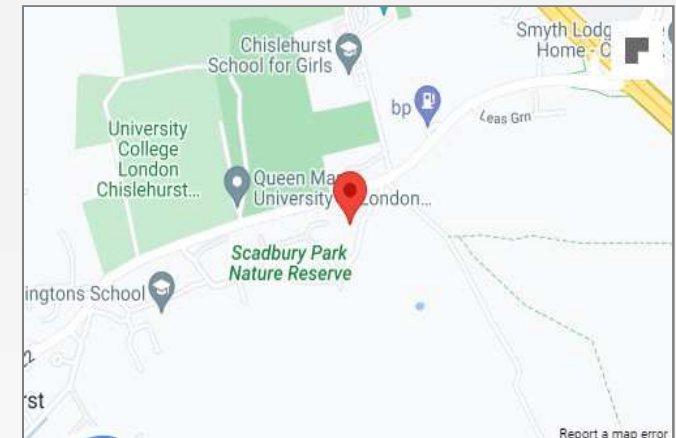 Chislehurst
School for Girls
Smyth Lodg
Home - C
bp
Leas Grn
University
College
London
Chislehurst...
Queen Ma
University London...
Scadbury Park
Nature Reserve
ingtons School
rst
Report a map error